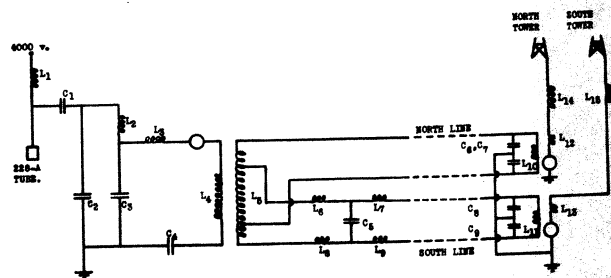 NORTH TOWER
SOUTH TOWER
4000 v.
L1
C1
L2
L3
228-A TUBE.
C2
C3
C4
L4
L5
NORTH LINE
C6,C7
L10
L14
L12
L15
L6
L7
C5
L8
L9
SOUTH LINE
C8
C9
L11
L13